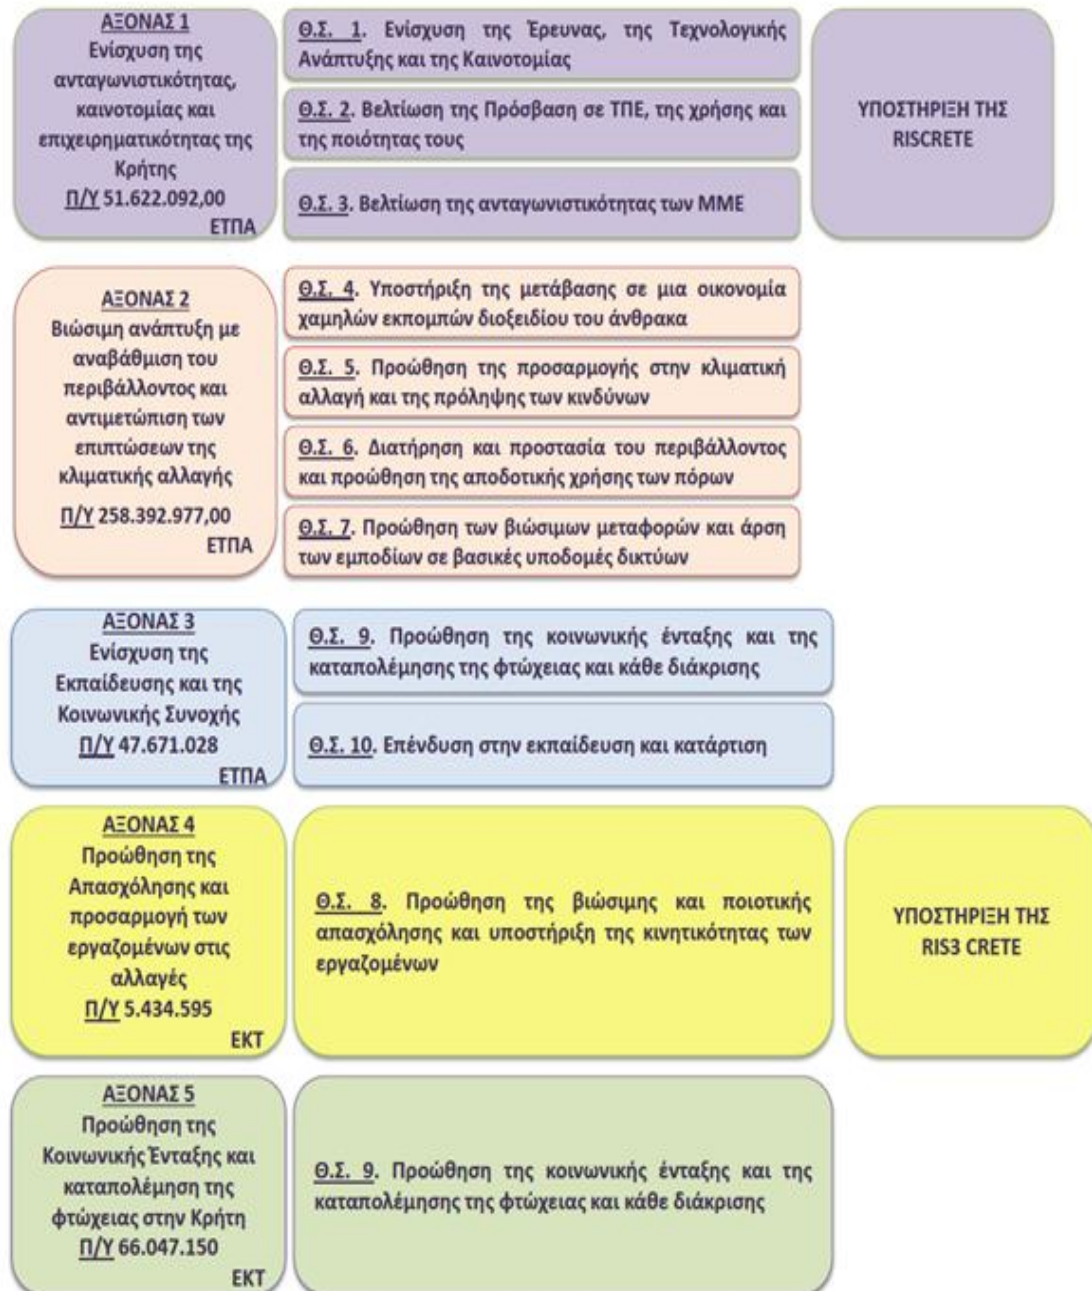 ΑΞΟΝΑΣ 1
Ενίσχυση της
ανταγωνιστικότητας,
καινοτομίας και
επιχειρηματικότητας της
Κρήτης
Π/Υ 51.622.092,00
ΕΤΠΑ
Θ.Σ. 1. Ενίσχυση της Έρευνας, της Τεχνολογικής
Ανάπτυξης και της Καινοτομίας
Θ.Σ. 2. Βελτίωση της Πρόσβαση σε ΤΠΕ, της χρήσης και
της ποιότητας τους
Θ.Σ. 3. Βελτίωση της ανταγωνιστικότητας των ΜΜΕ
ΥΠΟΣΤΗΡΙΞΗ ΤΗΣ
RISCRETE
ΑΞΟΝΑΣ 2
Βιώσιμη ανάπτυξη με
αναβάθμιση του
περιβάλλοντος και
αντιμετώπιση των
επιπτώσεων της
κλιματικής αλλαγής
Π/Υ 258.392.977,00
ΕΤΠΑ
Θ.Σ. 4. Υποστήριξη της μετάβασης σε μια οικονομία
χαμηλών εκπομπών διοξειδίου του άνθρακα
Θ.Σ. 5. Προώθηση της προσαρμογής στην κλιματική
αλλαγή και της πρόληψης των κινδύνων
Θ.Σ. 6. Διατήρηση και προστασία του περιβάλλοντος
και προώθηση της αποδοτικής χρήσης των πόρων
Θ.Σ. 7. Προώθηση των βιώσιμων μεταφορών και άρση
των εμποδίων σε βασικές υποδομές δικτύων
ΑΞΟΝΑΣ 3
Ενίσχυση της
Εκπαίδευσης και της
Κοινωνικής Συνοχής
Π/Υ 47.671.028
ΕΤΠΑ
Θ.Σ. 9. Προώθηση της κοινωνικής ένταξης και της
καταπολέμησης της φτώχειας και κάθε διάκρισης
Θ.Σ. 10. Επένδυση στην εκπαίδευση και κατάρτιση
ΑΞΟΝΑΣ 4
Προώθηση της
Απασχόλησης και
προσαρμογή των
εργαζομένων στις
αλλαγές
Π/Υ 5.434.595
ΕΚΤ
Θ.Σ. 8. Προώθηση της βιώσιμης και ποιοτικής
απασχόλησης και υποστήριξη της κινητικότητας των
εργαζομένων
ΥΠΟΣΤΗΡΙΞΗ ΤΗΣ
RIS3 CRETE
ΑΞΟΝΑΣ 5
Προώθηση της
Κοινωνικής Ένταξης και
καταπολέμηση της
φτώχειας στην Κρήτη
Π/Υ 66.047.150
ΕΚΤ
Θ.Σ. 9. Προώθηση της κοινωνικής ένταξης και της
καταπολέμησης της φτώχειας και κάθε διάκρισης